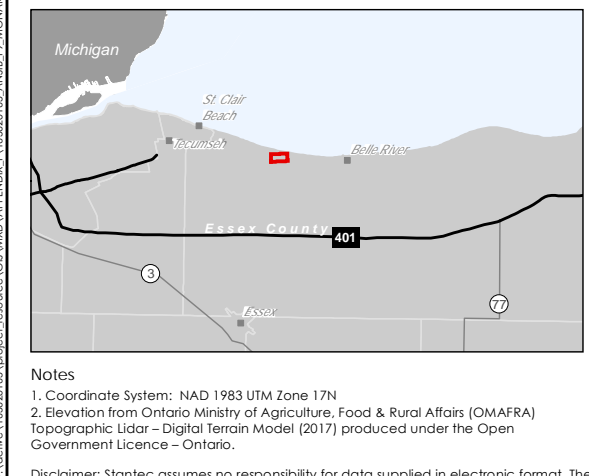 Michigan
St. Clair
Beach
Tecumseh
Belle River
Essex County
401
3
77
Essex
Notes
1. Coordinate System: NAD 1983 UTM Zone 17N
2. Elevation from Ontario Ministry of Agriculture, Food & Rural Affairs (OMAFRA)
Topographic Lidar – Digital Terrain Model (2017) produced under the Open
Government Licence – Ontario.
Disclaimer: Stantec assumes no responsibility for data supplied in electronic format. The